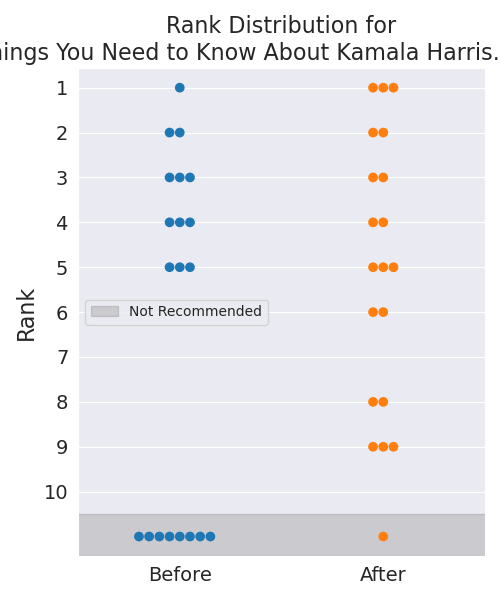 Rank Distribution for
ings You Need to Know About Kamala Harris.
1
2
3
4
5
6
7
8
9
10
Rank
Not Recommended
Before
After